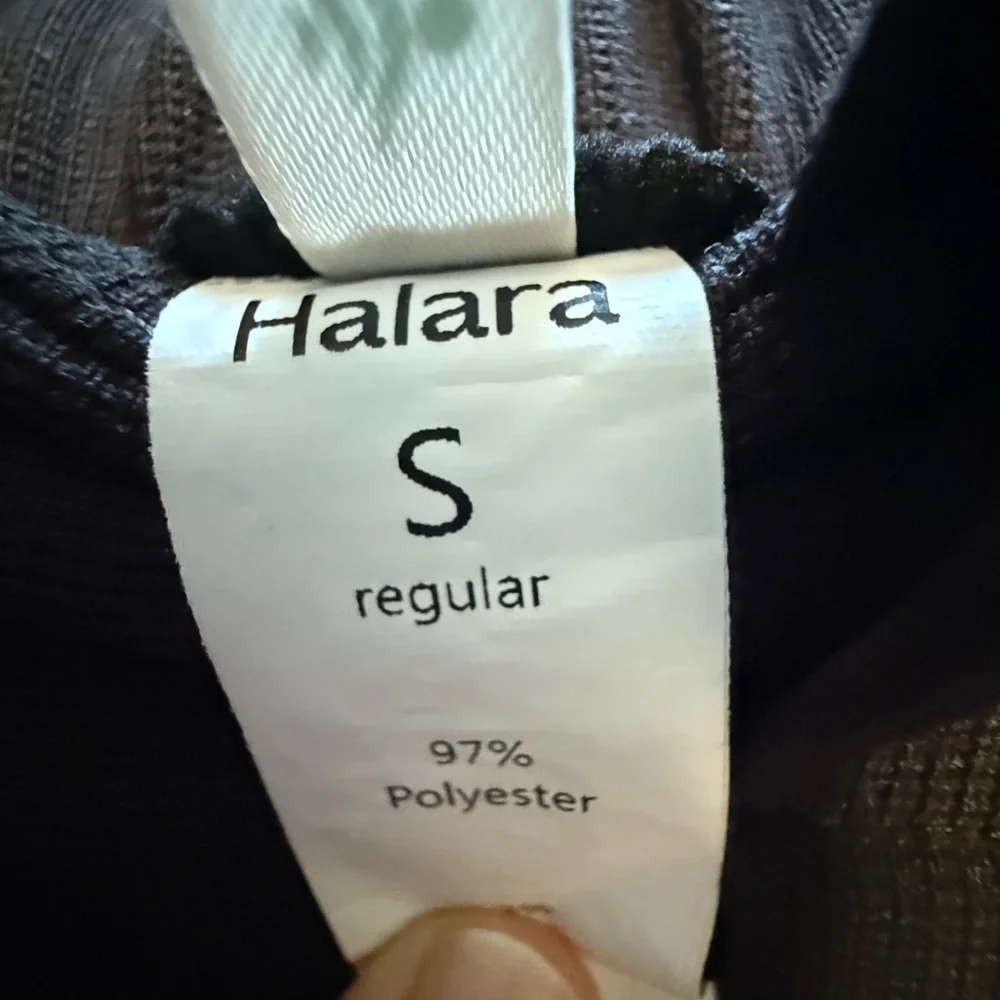 Halara
S
regular
97%
Polyester